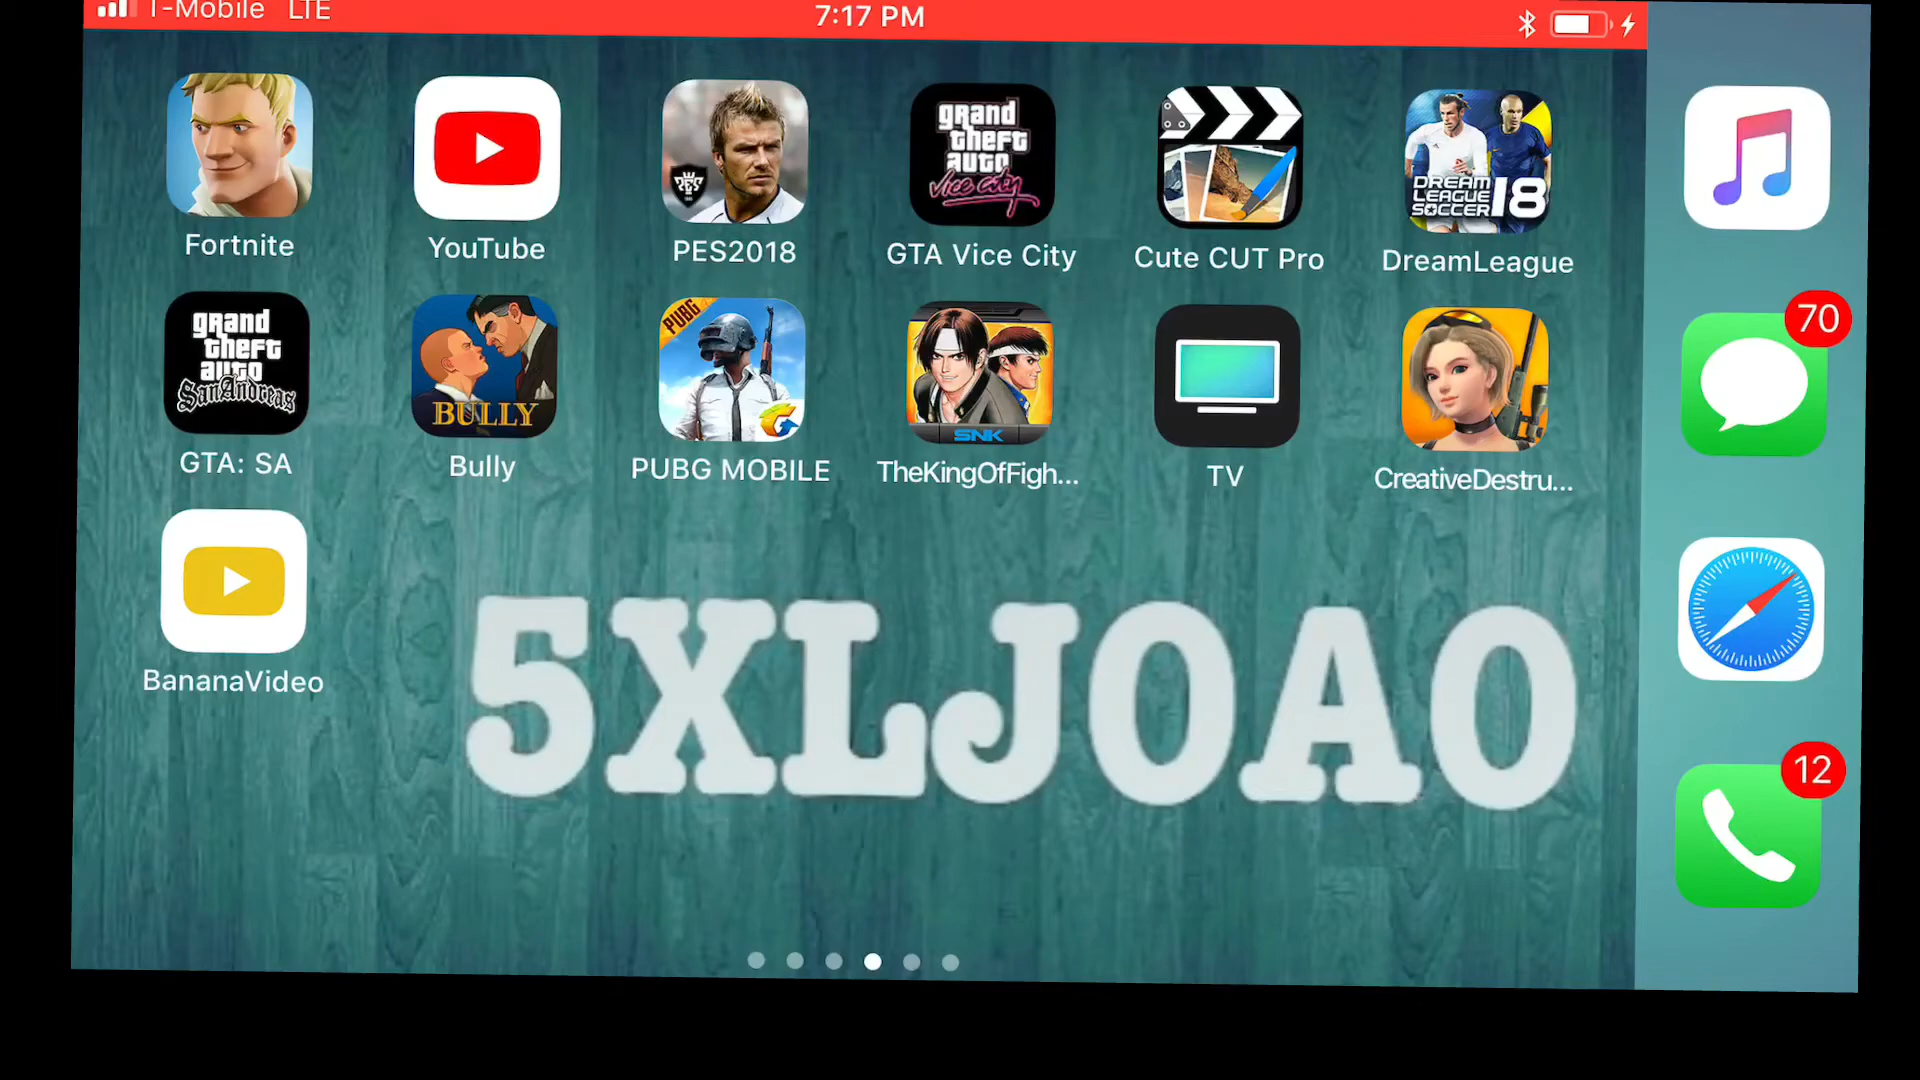 T-Mobile LTE 7:17 PM
Fortnite YouTube PES2018 GTA Vice City Cute CUT Pro DreamLeague
grand theft auto Vice City
DREAM LEAGUE SOCCER 18
70
grand theft auto San Andreas
BULLY
PUBG
SNK
GTA: SA Bully PUBG MOBILE TheKingOfFigh... TV CreativeDestru...
BananaVideo
5XLJOAO
12